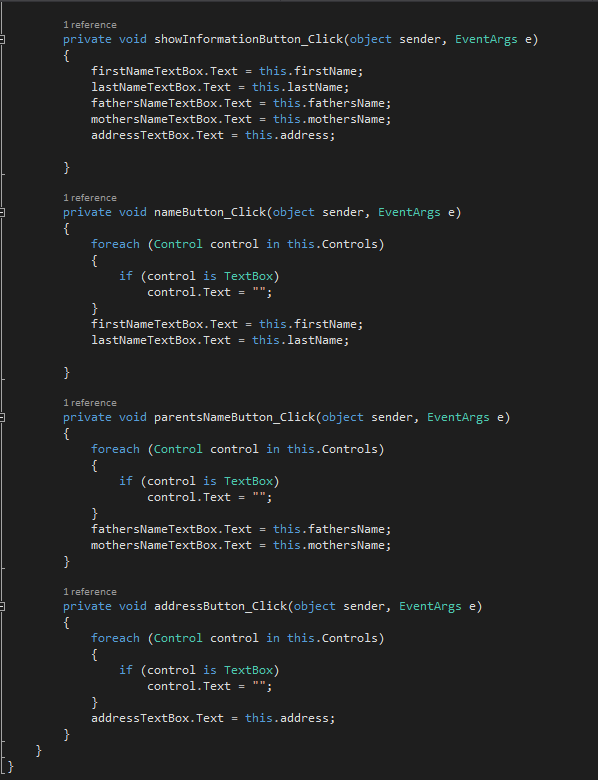 1 reference
private void showInformationButton_Click(object sender, EventArgs e)
{
firstNameTextBox.Text = this.firstName;
lastNameTextBox.Text = this.lastName;
fathersNameTextBox.Text = this.fathersName;
mothersNameTextBox.Text = this.mothersName;
addressTextBox.Text = this.address;
}
1 reference
private void nameButton_Click(object sender, EventArgs e)
{
foreach (Control control in this.Controls)
{
if (control is TextBox)
control.Text = "";
}
firstNameTextBox.Text = this.firstName;
lastNameTextBox.Text = this.lastName;
}
1 reference
private void parentsNameButton_Click(object sender, EventArgs e)
{
foreach (Control control in this.Controls)
{
if (control is TextBox)
control.Text = "";
}
fathersNameTextBox.Text = this.fathersName;
mothersNameTextBox.Text = this.mothersName;
}
1 reference
private void addressButton_Click(object sender, EventArgs e)
{
foreach (Control control in this.Controls)
{
if (control is TextBox)
control.Text = "";
}
addressTextBox.Text = this.address;
}
}
}